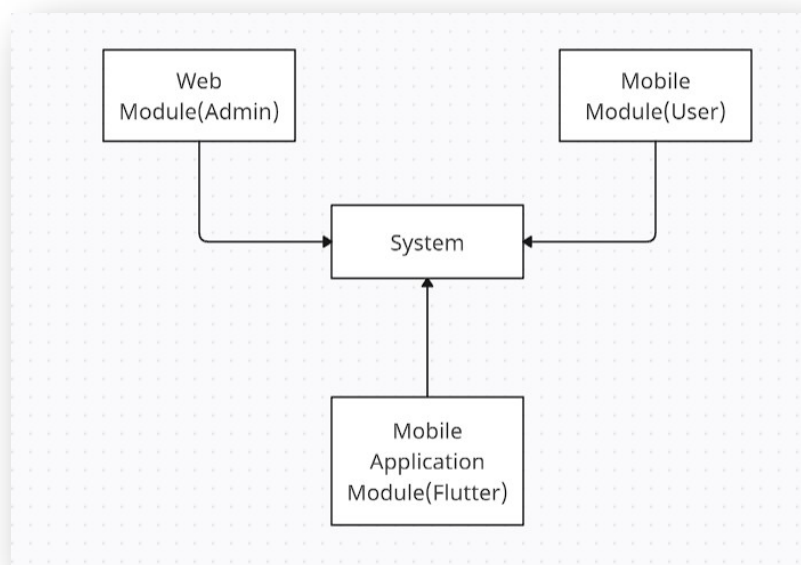 Web
Module(Admin)
Mobile
Module(User)
System
Mobile
Application
Module(Flutter)